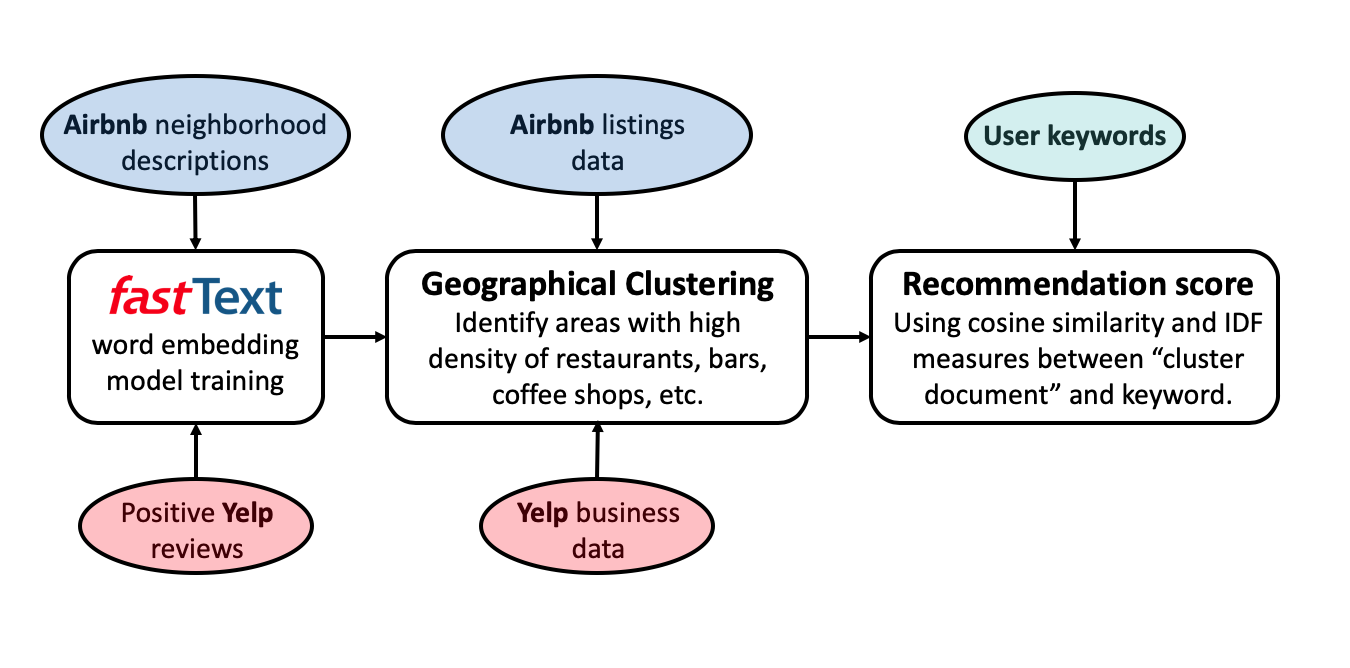 Airbnb neighborhood
descriptions
Airbnb listings
data
User keywords
fastText
word embedding
model training
Geographical Clustering
Identify areas with high
density of restaurants, bars,
coffee shops, etc.
Recommendation score
Using cosine similarity and IDF
measures between “cluster
document” and keyword.
Positive Yelp
reviews
Yelp business
data